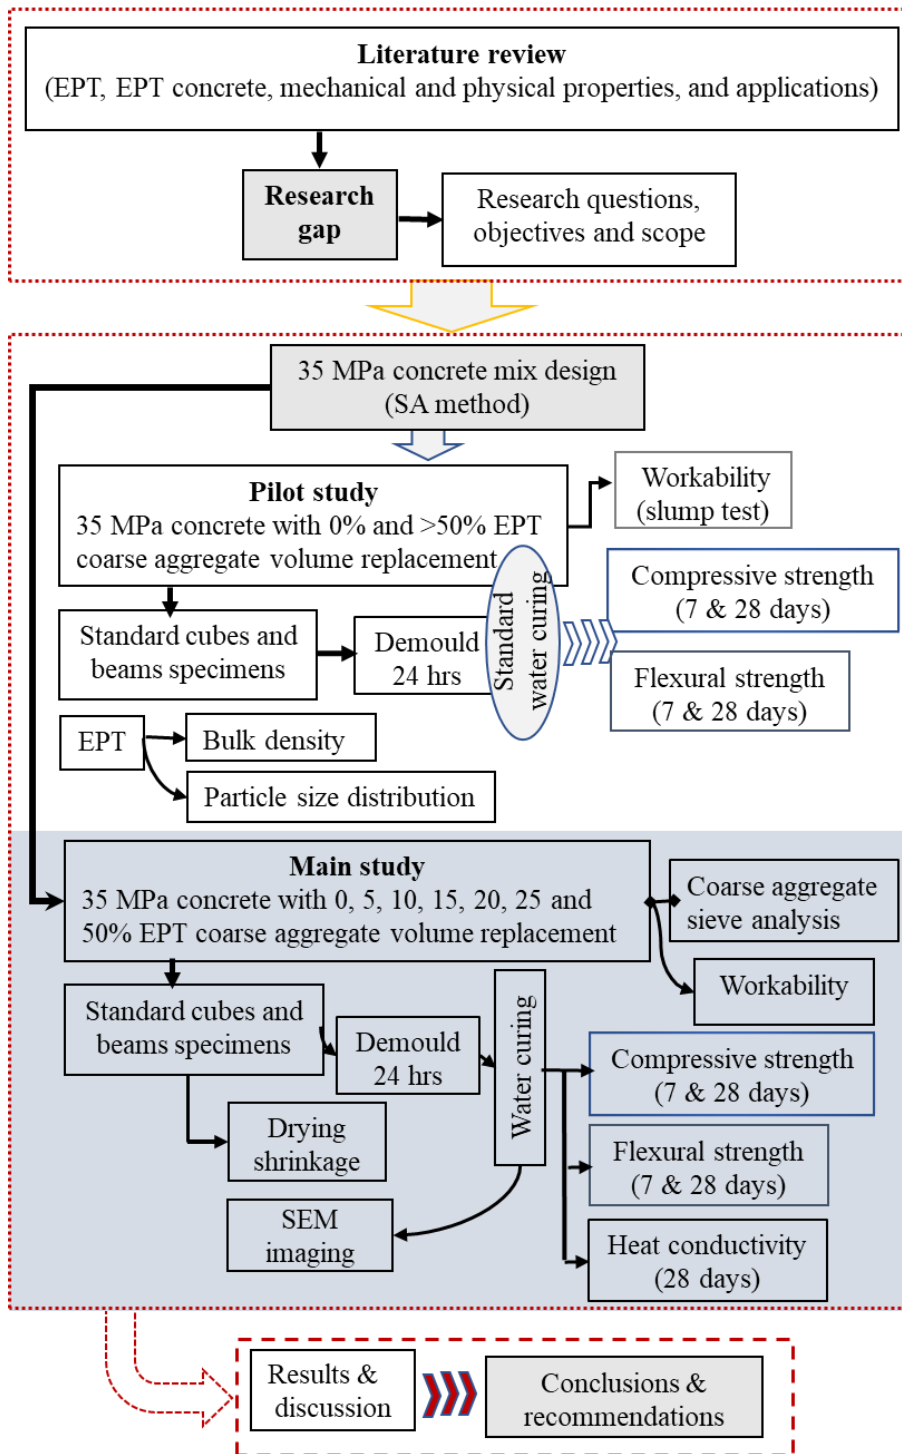 Literature review
(EPT, EPT concrete, mechanical and physical properties, and applications)
Research
gap
Research questions,
objectives and scope
35 MPa concrete mix design
(SA method)
Pilot study
35 MPa concrete with 0% and >50% EPT
coarse aggregate volume replacement
Workability
(slump test)
Standard cubes and
beams specimens
Demould
24 hrs
Standard
water curing
Compressive strength
(7 & 28 days)
Flexural strength
(7 & 28 days)
EPT
Bulk density
Particle size distribution
Main study
35 MPa concrete with 0, 5, 10, 15, 20, 25 and
50% EPT coarse aggregate volume replacement
Coarse aggregate
sieve analysis
Workability
Standard cubes and
beams specimens
Demould
24 hrs
Water curing
Compressive strength
(7 & 28 days)
Drying
shrinkage
Flexural strength
(7 & 28 days)
SEM
imaging
Heat conductivity
(28 days)
Results &
discussion
Conclusions &
recommendations